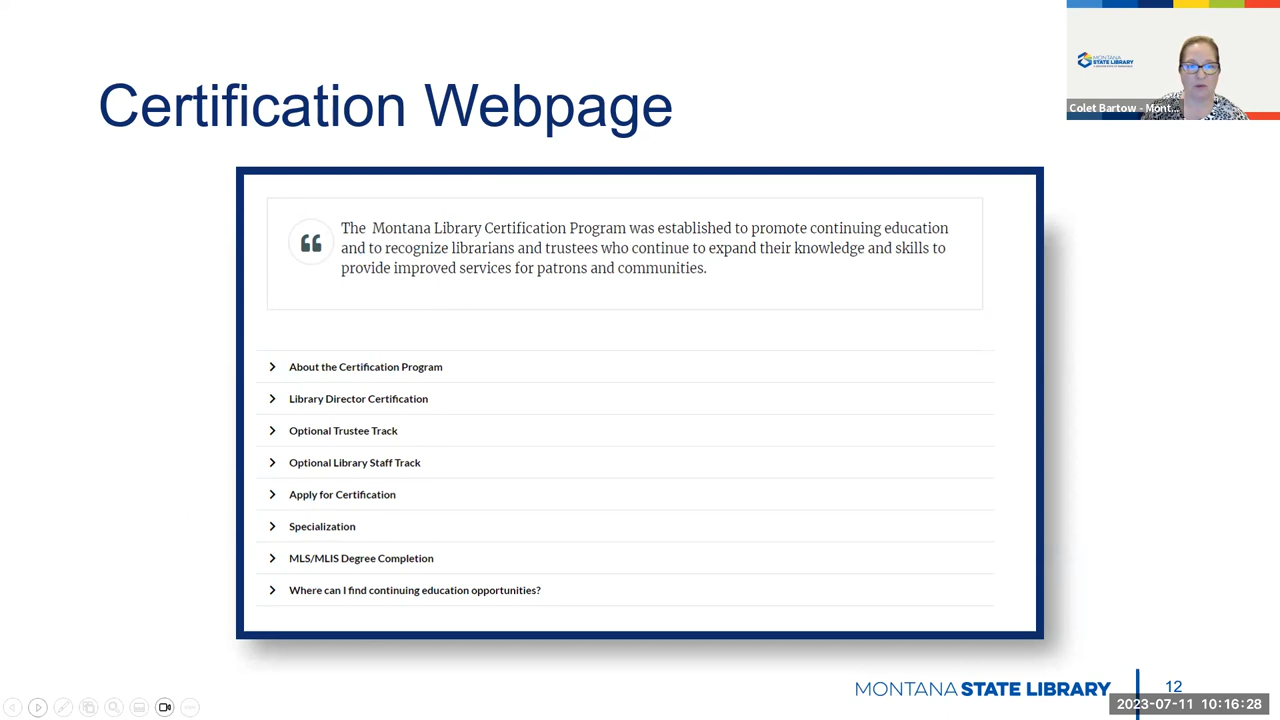 MONTANA
STATE LIBRARY
Colet Bartow - Mont...
Certification Webpage
The Montana Library Certification Program was established to promote continuing education
and to recognize librarians and trustees who continue to expand their knowledge and skills to
provide improved services for patrons and communities.
About the Certification Program
Library Director Certification
Optional Trustee Track
Optional Library Staff Track
Apply for Certification
Specialization
MLS/MLIS Degree Completion
Where can I find continuing education opportunities?
MONTANA STATE LIBRARY
12
2023-07-11 10:16:28